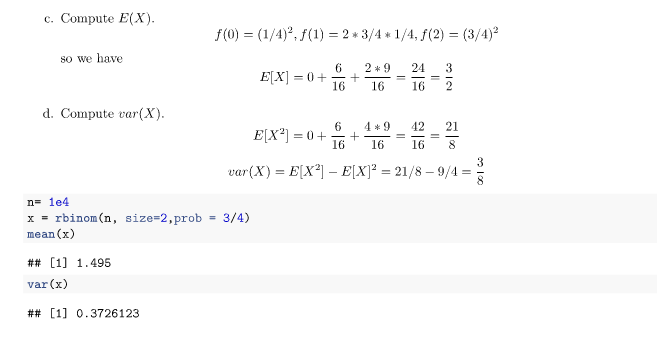 c. Compute E(X).
f(0) = (1/4)², f(1) = 2 ∗ 3/4 ∗ 1/4, f(2) = (3/4)²
so we have
E[X] = 0 + 6/16 + 2∗9/16 = 24/16 = 3/2
d. Compute var(X).
E[X²] = 0 + 6/16 + 4∗9/16 = 42/16 = 21/8
var(X) = E[X²] − E[X]² = 21/8 − 9/4 = 3/8
n= 1e4
x = rbinom(n, size=2,prob = 3/4)
mean(x)
## [1] 1.495
var(x)
## [1] 0.3726123